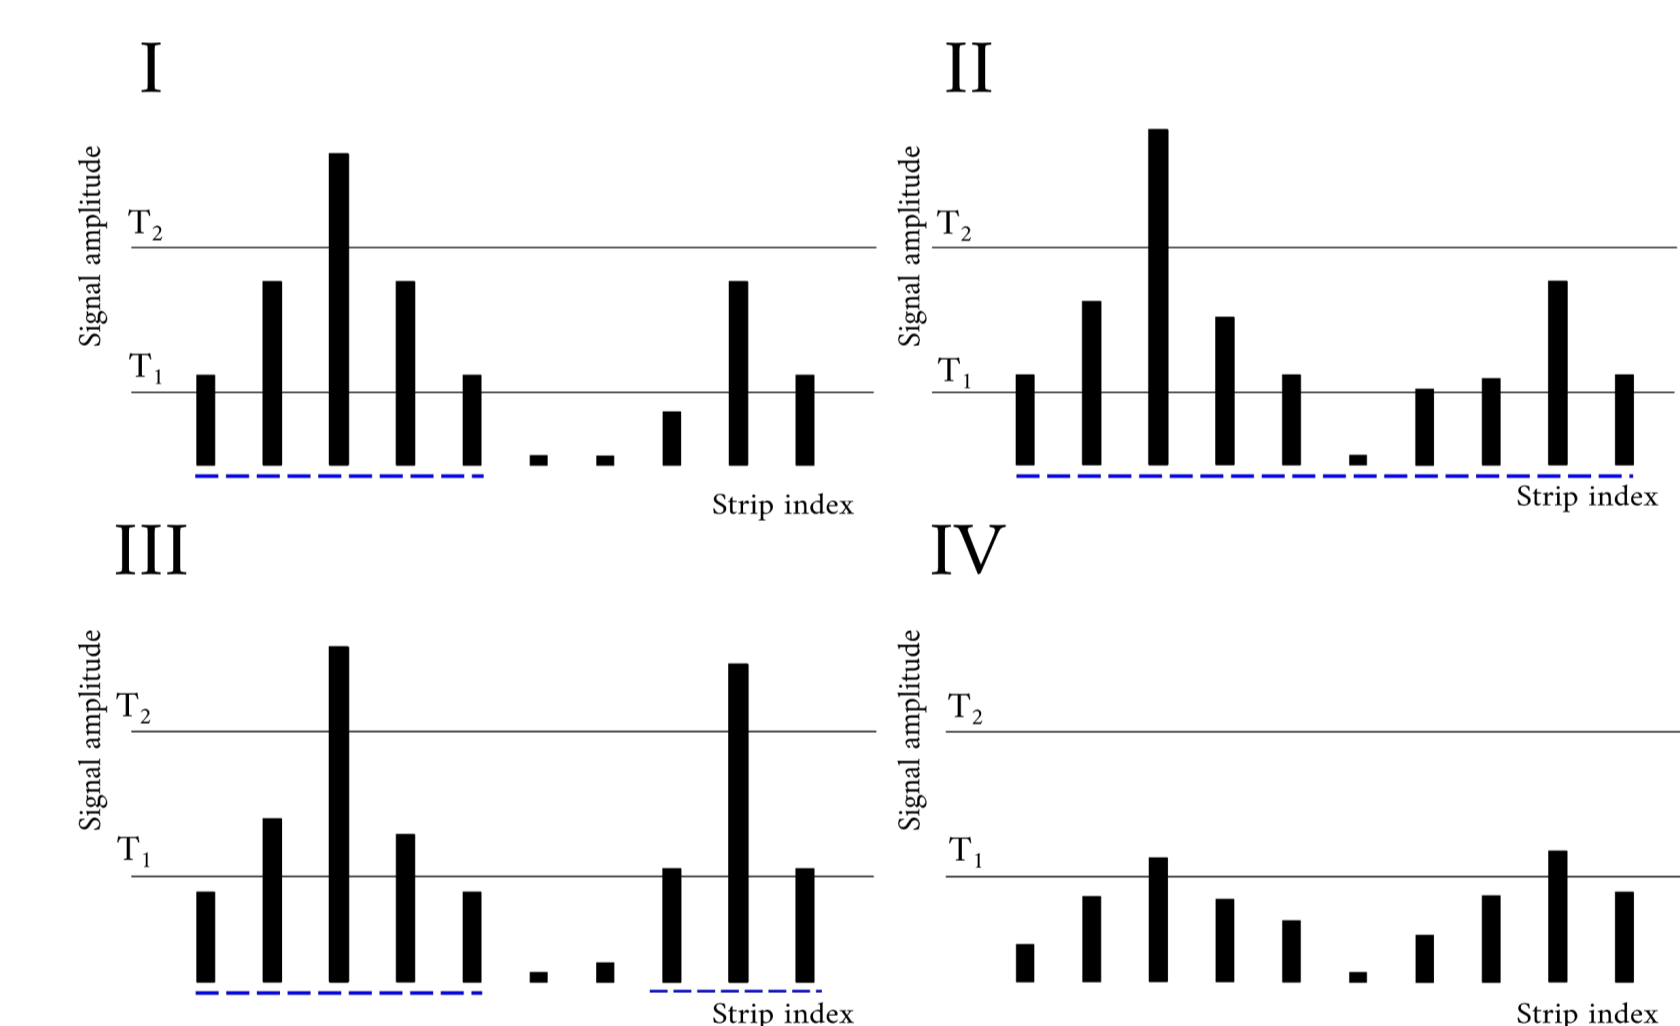 I
Signal amplitude
T2
T1
Strip index
II
Signal amplitude
T2
T1
Strip index
III
Signal amplitude
T2
T1
Strip index
IV
Signal amplitude
T2
T1
Strip index